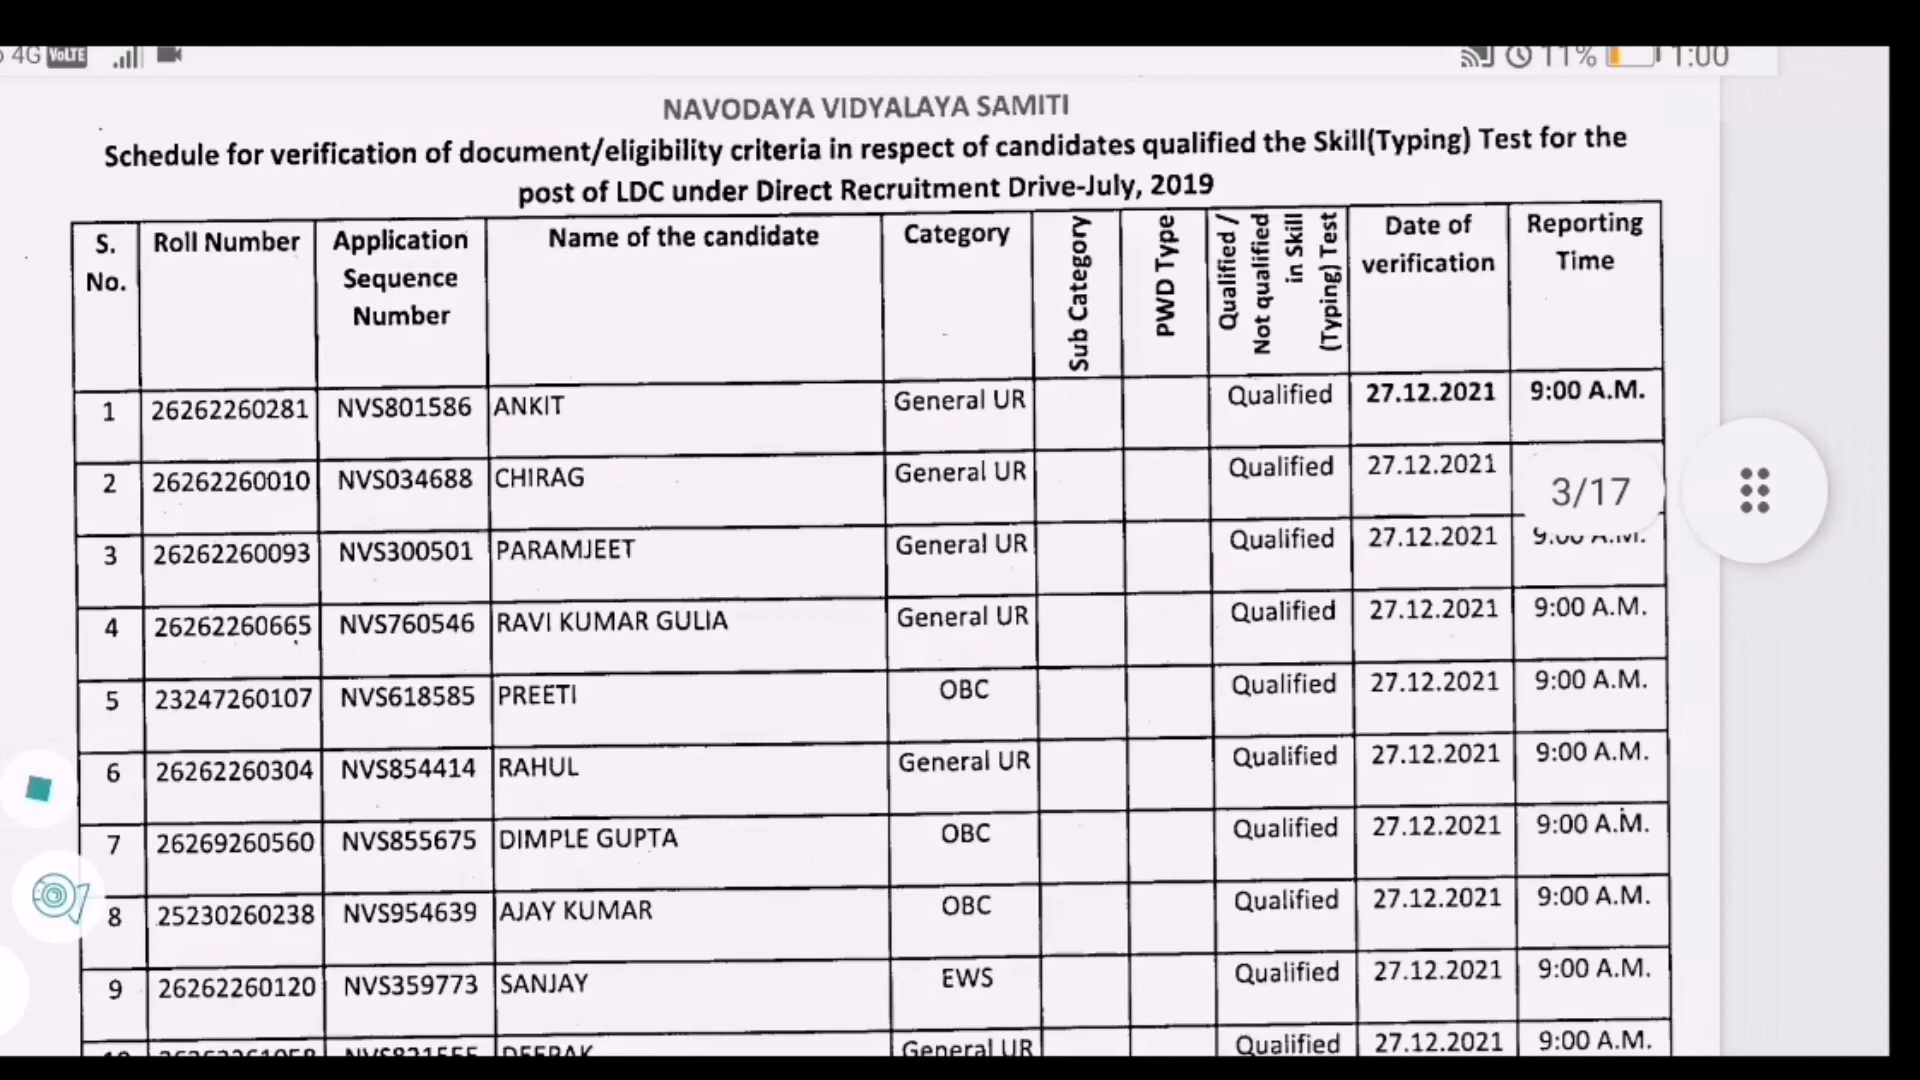 4G VoLTE 11% 1:00
NAVODAYA VIDYALAYA SAMITI
Schedule for verification of document/eligibility criteria in respect of candidates qualified the Skill(Typing) Test for the
post of LDC under Direct Recruitment Drive-July, 2019
S. No. Roll Number Application Sequence Number Name of the candidate Category Sub Category PWD Type Qualified / Not qualified in Skill (Typing) Test Date of verification Reporting Time
1 26262260281 NVS801586 ANKIT General UR Qualified 27.12.2021 9:00 A.M.
2 26262260010 NVS034688 CHIRAG General UR Qualified 27.12.2021
3/17
3 26262260093 NVS300501 PARAMJEET General UR Qualified 27.12.2021 9:00 A.M.
4 26262260665 NVS760546 RAVI KUMAR GULIA General UR Qualified 27.12.2021 9:00 A.M.
5 23247260107 NVS618585 PREETI OBC Qualified 27.12.2021 9:00 A.M.
6 26262260304 NVS854414 RAHUL General UR Qualified 27.12.2021 9:00 A.M.
7 26269260560 NVS855675 DIMPLE GUPTA OBC Qualified 27.12.2021 9:00 A.M.
8 25230260238 NVS954639 AJAY KUMAR OBC Qualified 27.12.2021 9:00 A.M.
9 26262260120 NVS359773 SANJAY EWS Qualified 27.12.2021 9:00 A.M.
DEEPAK General UR Qualified 27.12.2021 9:00 A.M.